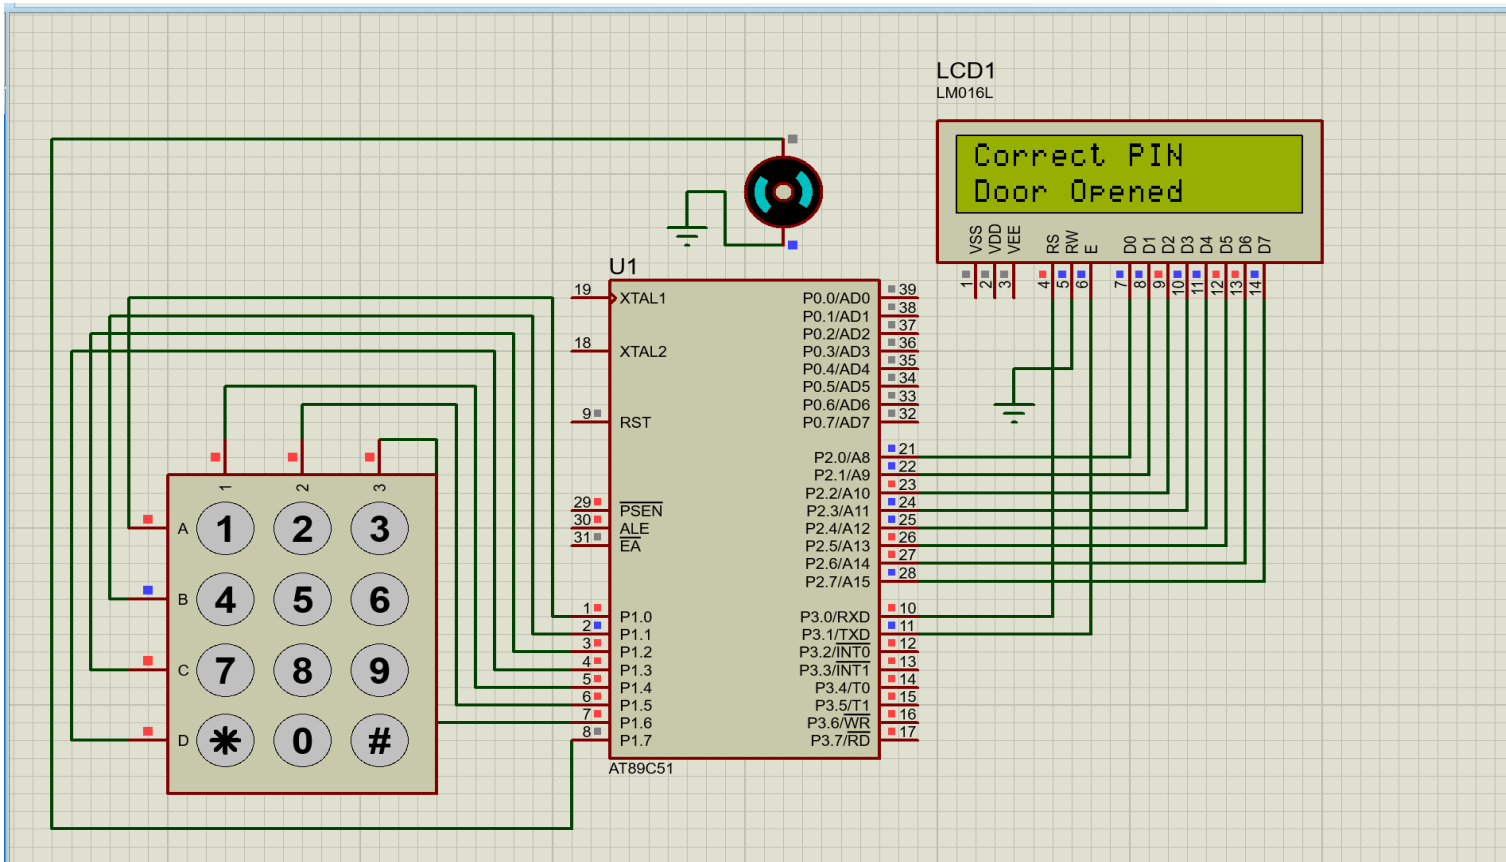 LCD1
LM016L
Correct PIN
Door Opened
VSS
VDD
VEE
RS
RW
E
D0
D1
D2
D3
D4
D5
D6
D7
1
2
3
4
5
6
7
8
9
10
11
12
13
14
U1
19 XTAL1
18 XTAL2
9 RST
29 PSEN
30 ALE
31 EA
1 P1.0
2 P1.1
3 P1.2
4 P1.3
5 P1.4
6 P1.5
7 P1.6
8 P1.7
P0.0/AD0 39
P0.1/AD1 38
P0.2/AD2 37
P0.3/AD3 36
P0.4/AD4 35
P0.5/AD5 34
P0.6/AD6 33
P0.7/AD7 32
P2.0/A8 21
P2.1/A9 22
P2.2/A10 23
P2.3/A11 24
P2.4/A12 25
P2.5/A13 26
P2.6/A14 27
P2.7/A15 28
P3.0/RXD 10
P3.1/TXD 11
P3.2/INT0 12
P3.3/INT1 13
P3.4/T0 14
P3.5/T1 15
P3.6/WR 16
P3.7/RD 17
AT89C51
1 2 3
A 1 2 3
B 4 5 6
C 7 8 9
D * 0 #